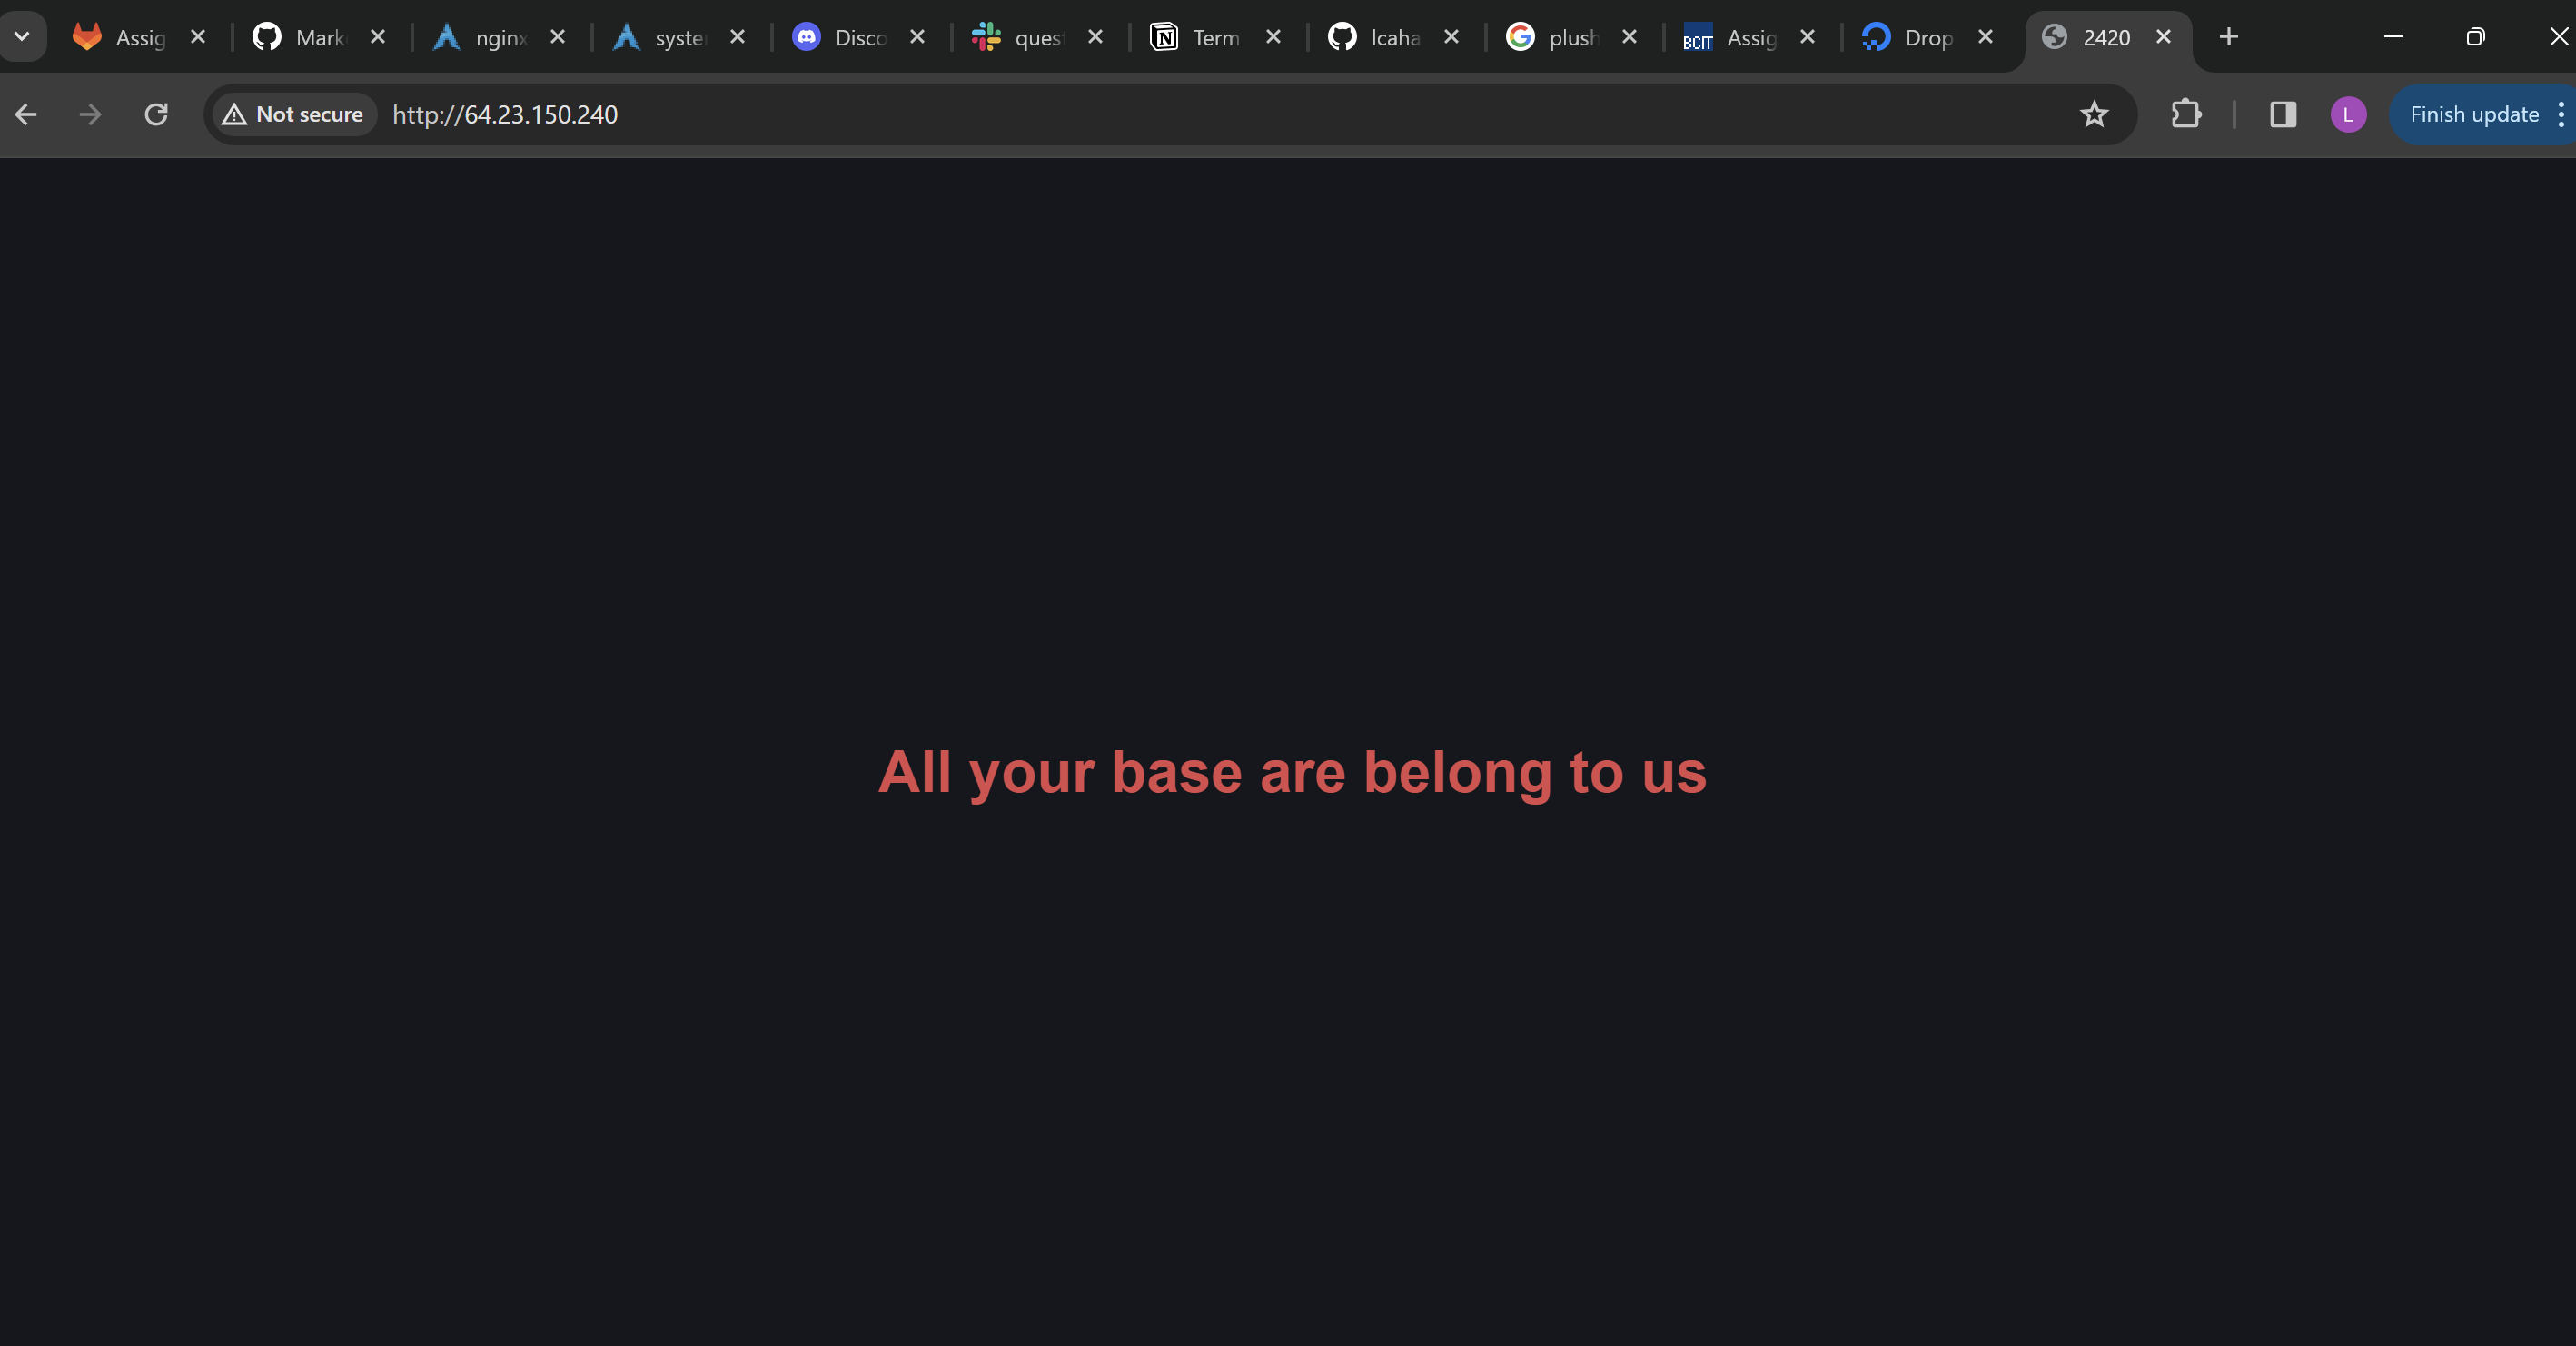 Assig
Mark
nginx
syste
Disco
quest
Term
lcaha
plush
BCIT Assig
Drop
2420
Not secure http://64.23.150.240
L
Finish update
All your base are belong to us